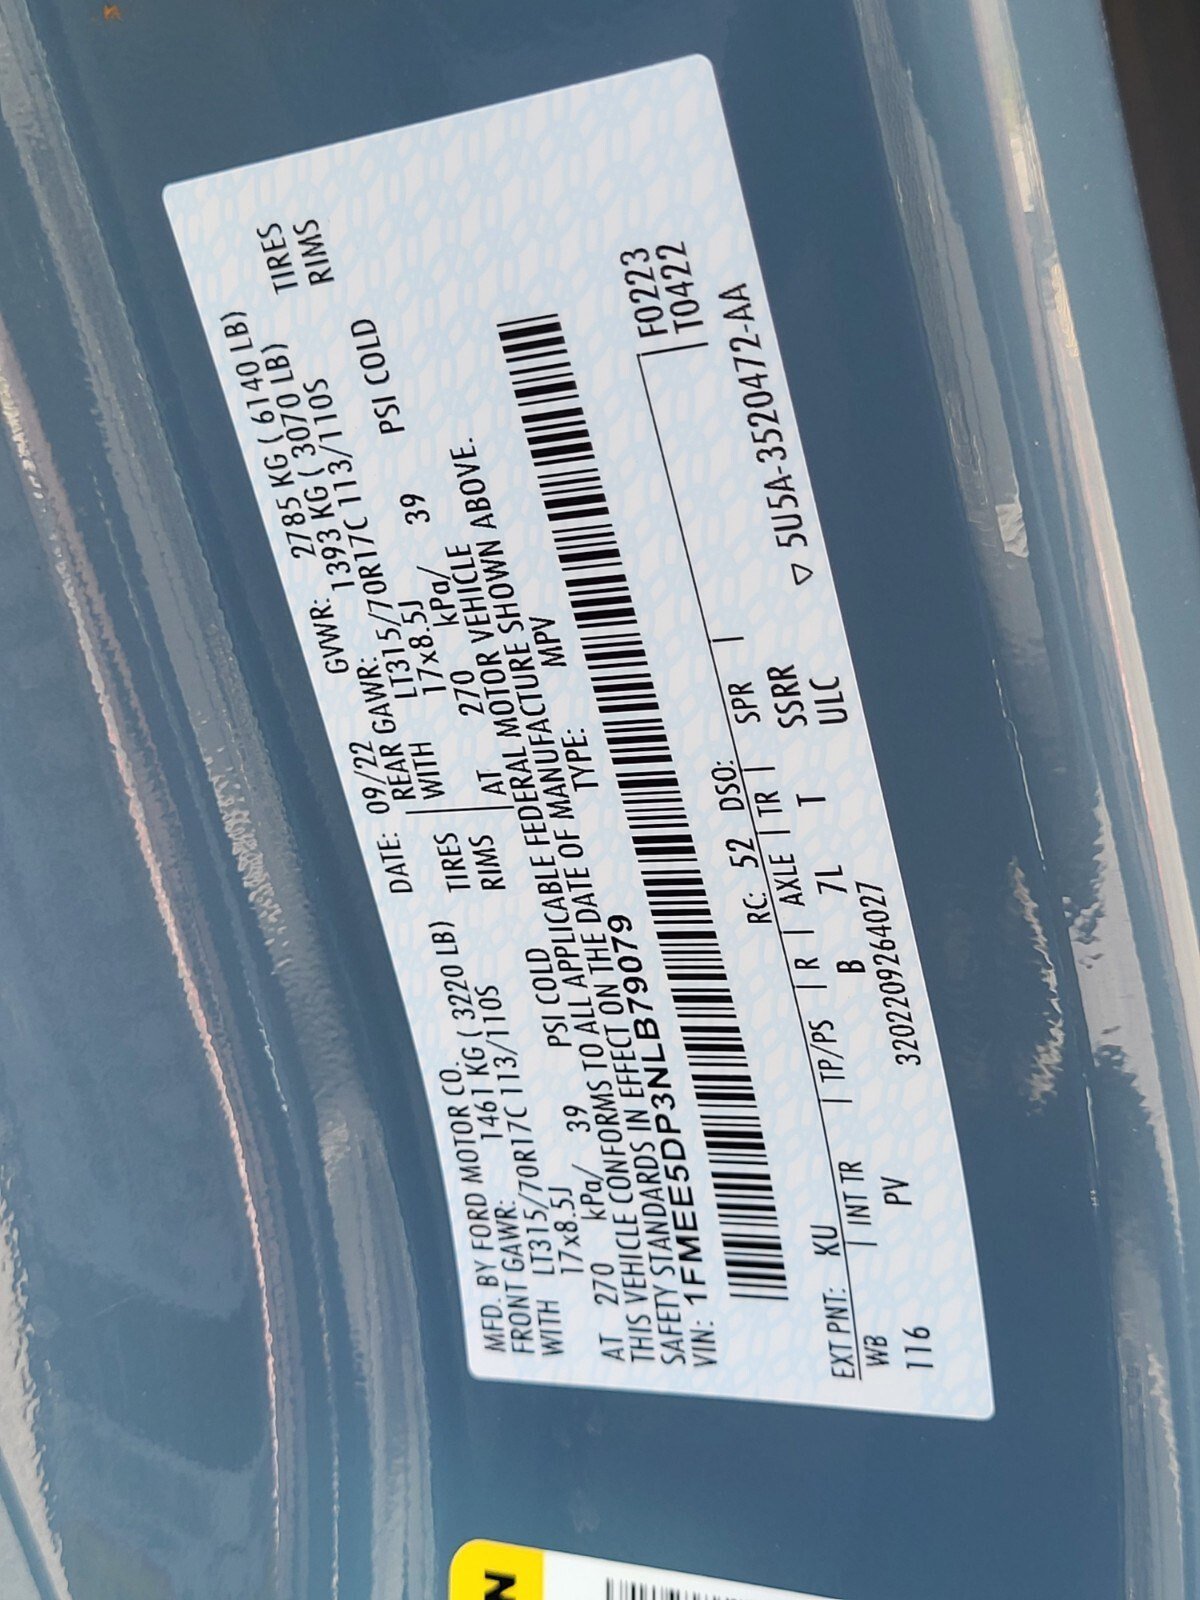 MFD. BY FORD MOTOR CO. DATE: 09/22 GVWR: 2785 KG ( 6140 LB)
FRONT GAWR: 1461 KG ( 3220 LB) REAR GAWR: 1393 KG ( 3070 LB)
WITH LT315/70R17C 113/110S TIRES WITH LT315/70R17C 113/110S TIRES
17x8.5J RIMS 17x8.5J RIMS
AT 270 kPa/ 39 PSI COLD AT 270 kPa/ 39 PSI COLD
THIS VEHICLE CONFORMS TO ALL APPLICABLE FEDERAL MOTOR VEHICLE
SAFETY STANDARDS IN EFFECT ON THE DATE OF MANUFACTURE SHOWN ABOVE.
VIN: 1FMEE5DP3NLB79079 TYPE: MPV
F0223
T0422
EXT PNT: KU RC: 52 DSO:
WB INT TR TP/PS R AXLE TR SPR
116 PV B 7L T SSRR
ULC
3202209264027
▽ 5U5A-3520472-AA
N